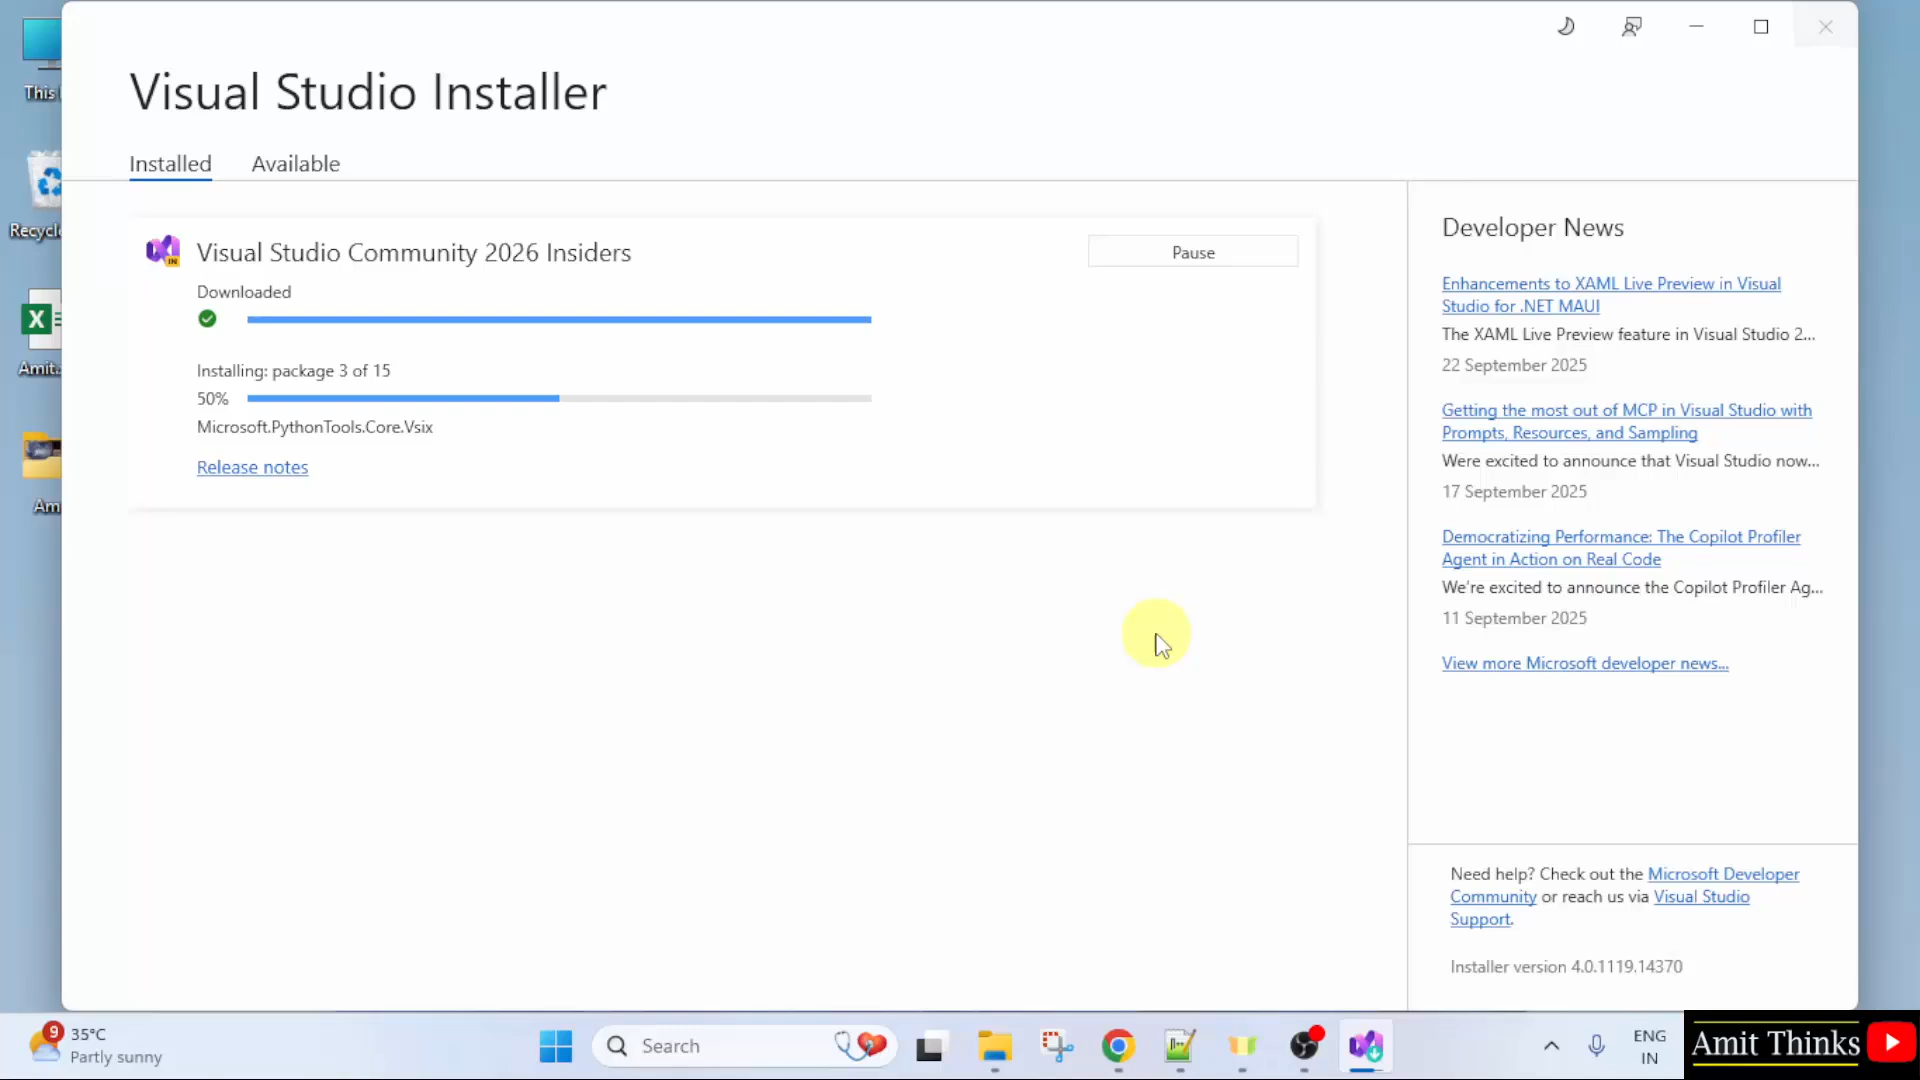 This
Recycle
X
Amit...
Am
Visual Studio Installer
Installed
Available
IN
Visual Studio Community 2026 Insiders
Pause
Downloaded
Installing: package 3 of 15
50%
Microsoft.PythonTools.Core.Vsix
Release notes
Developer News
Enhancements to XAML Live Preview in Visual
Studio for .NET MAUI
The XAML Live Preview feature in Visual Studio 2...
22 September 2025
Getting the most out of MCP in Visual Studio with
Prompts, Resources, and Sampling
Were excited to announce that Visual Studio now...
17 September 2025
Democratizing Performance: The Copilot Profiler
Agent in Action on Real Code
We're excited to announce the Copilot Profiler Ag...
11 September 2025
View more Microsoft developer news...
Need help? Check out the Microsoft Developer
Community or reach us via Visual Studio
Support.
Installer version 4.0.1119.14370
9
35°C
Partly sunny
Search
ENG
IN
Amit Thinks